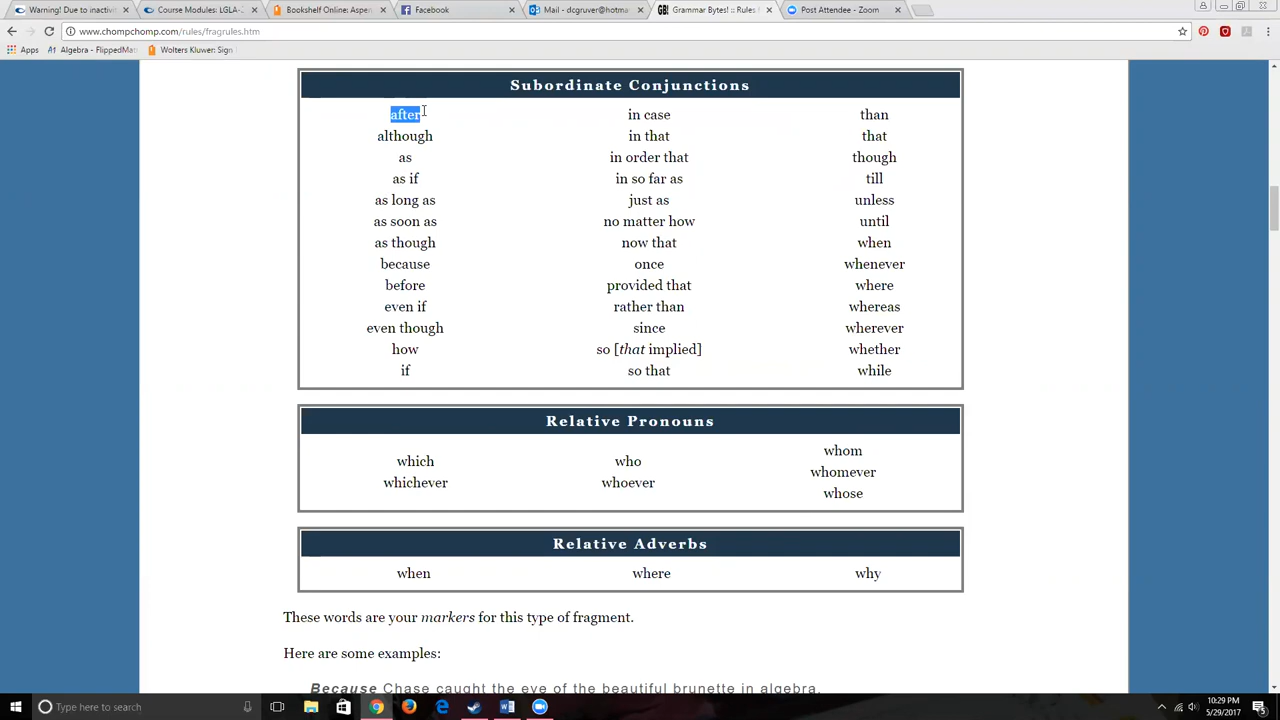 Warning! Due to inactivit
Course Modules: LGLA-
Bookshelf Online: Aspen
Facebook
Mail - dcgruver@hotma
Grammar Bytes! :: Rules
Post Attendee - Zoom
www.chompchomp.com/rules/fragrules.htm
Apps
Algebra - FlippedMat
Wolters Kluwer: Sign
Subordinate Conjunctions
after in case than
although in that that
as in order that though
as if in so far as till
as long as just as unless
as soon as no matter how until
as though now that when
because once whenever
before provided that where
even if rather than whereas
even though since wherever
how so [that implied] whether
if so that while
Relative Pronouns
which who whom
whichever whoever whomever
whose
Relative Adverbs
when where why
These words are your markers for this type of fragment.
Here are some examples:
Because Chase caught the eye of the beautiful brunette in algebra.
Type here to search
10:29 PM
5/29/2017